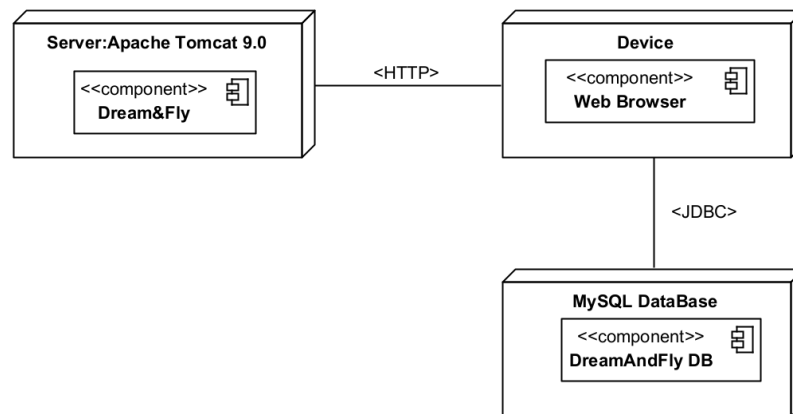 Server:Apache Tomcat 9.0
<<component>>
Dream&Fly
<HTTP>
Device
<<component>>
Web Browser
<JDBC>
MySQL DataBase
<<component>>
DreamAndFly DB